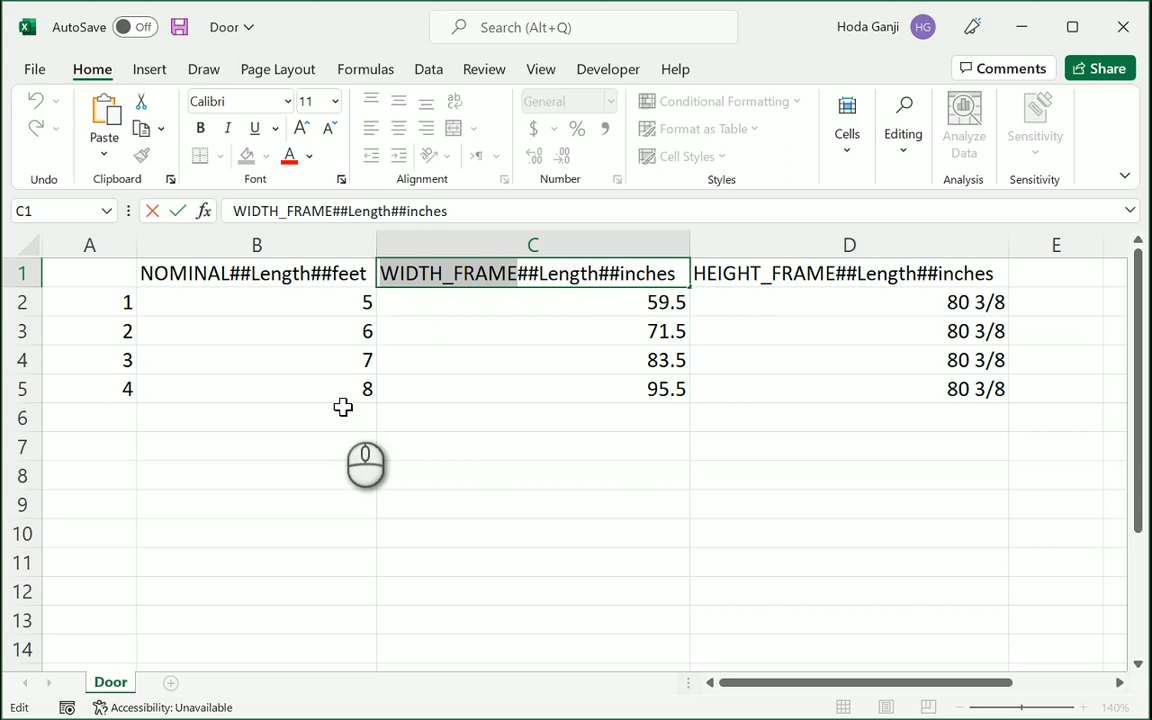 AutoSave Off Door Search (Alt+Q) Hoda Ganji HG
File Home Insert Draw Page Layout Formulas Data Review View Developer Help Comments Share
Calibri 11 General Conditional Formatting
Paste B I U A A ab $ % 9 Format as Table Cells Editing Analyze Data Sensitivity
A Cell Styles
Undo Clipboard Font Alignment Number Styles Analysis Sensitivity
C1 fx WIDTH_FRAME##Length##inches
A B C D E
1 NOMINAL##Length##feet WIDTH_FRAME##Length##inches HEIGHT_FRAME##Length##inches
2 1 5 59.5 80 3/8
3 2 6 71.5 80 3/8
4 3 7 83.5 80 3/8
5 4 8 95.5 80 3/8
6
7
8
9
10
11
12
13
14
Door
Edit Accessibility: Unavailable 140%